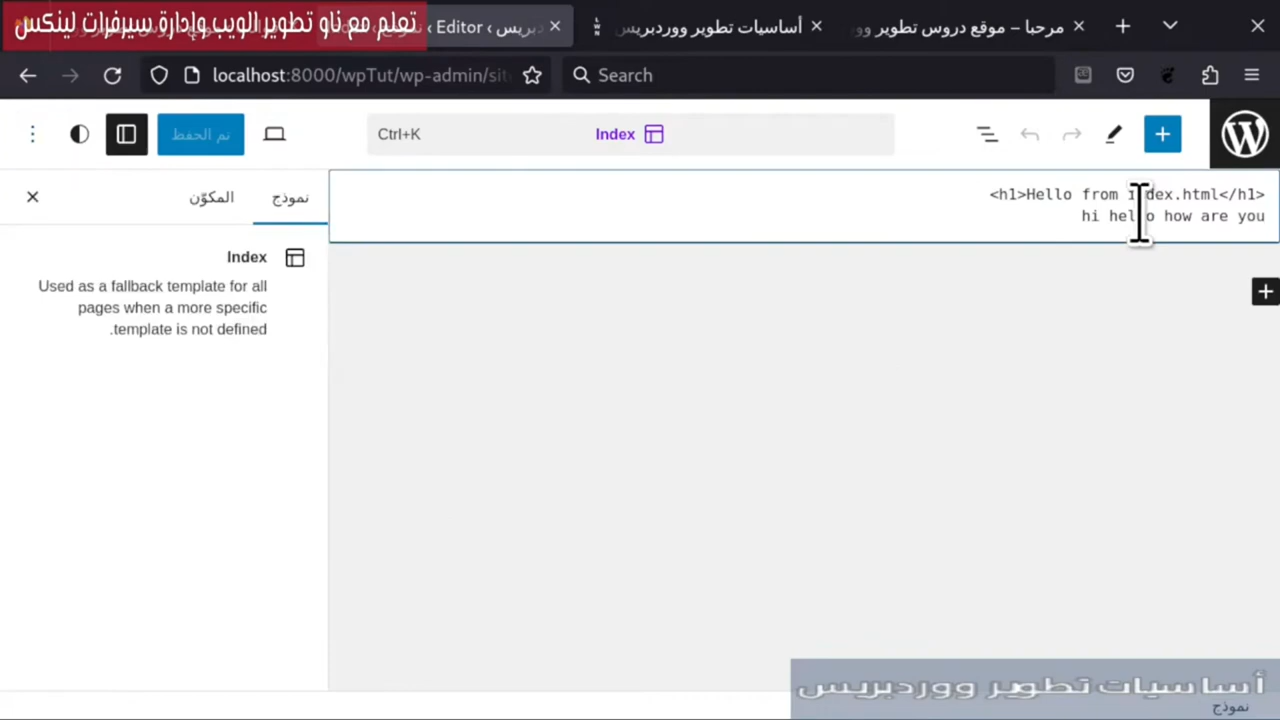 تعلم مع ناو تطوير الويب وإدارة سيرفرات لينكس
Editor ‹ دبريس
أساسيات تطوير ووردبريس
مرحبا – موقع دروس تطوير وور
localhost:8000/wpTut/wp-admin/sit
Search
تم الحفظ
Ctrl+K
Index
المكوّن
نموذج
<h1>Hello from index.html</h1>
hi hello how are you
Index
Used as a fallback template for all
pages when a more specific
.template is not defined
أساسيات تطوير ووردبريس
نموذج